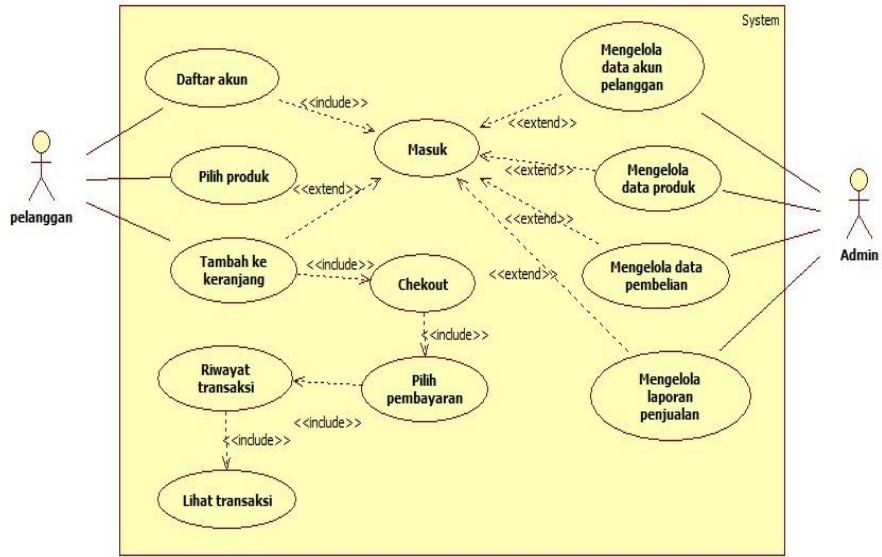 System
Daftar akun
<<include>>
Mengelola
data akun
pelanggan
<<extend>>
Masuk
Pilih produk
<<extend>>
<<extend>>
Mengelola
data produk
pelanggan
Admin
Tambah ke
keranjang
<<include>>
<<extend>>
Chekout
<<extend>>
Mengelola data
pembelian
<<include>>
Riwayat
transaksi
Pilih
pembayaran
Mengelola
laporan
penjualan
<<include>>
<<include>>
Lihat transaksi